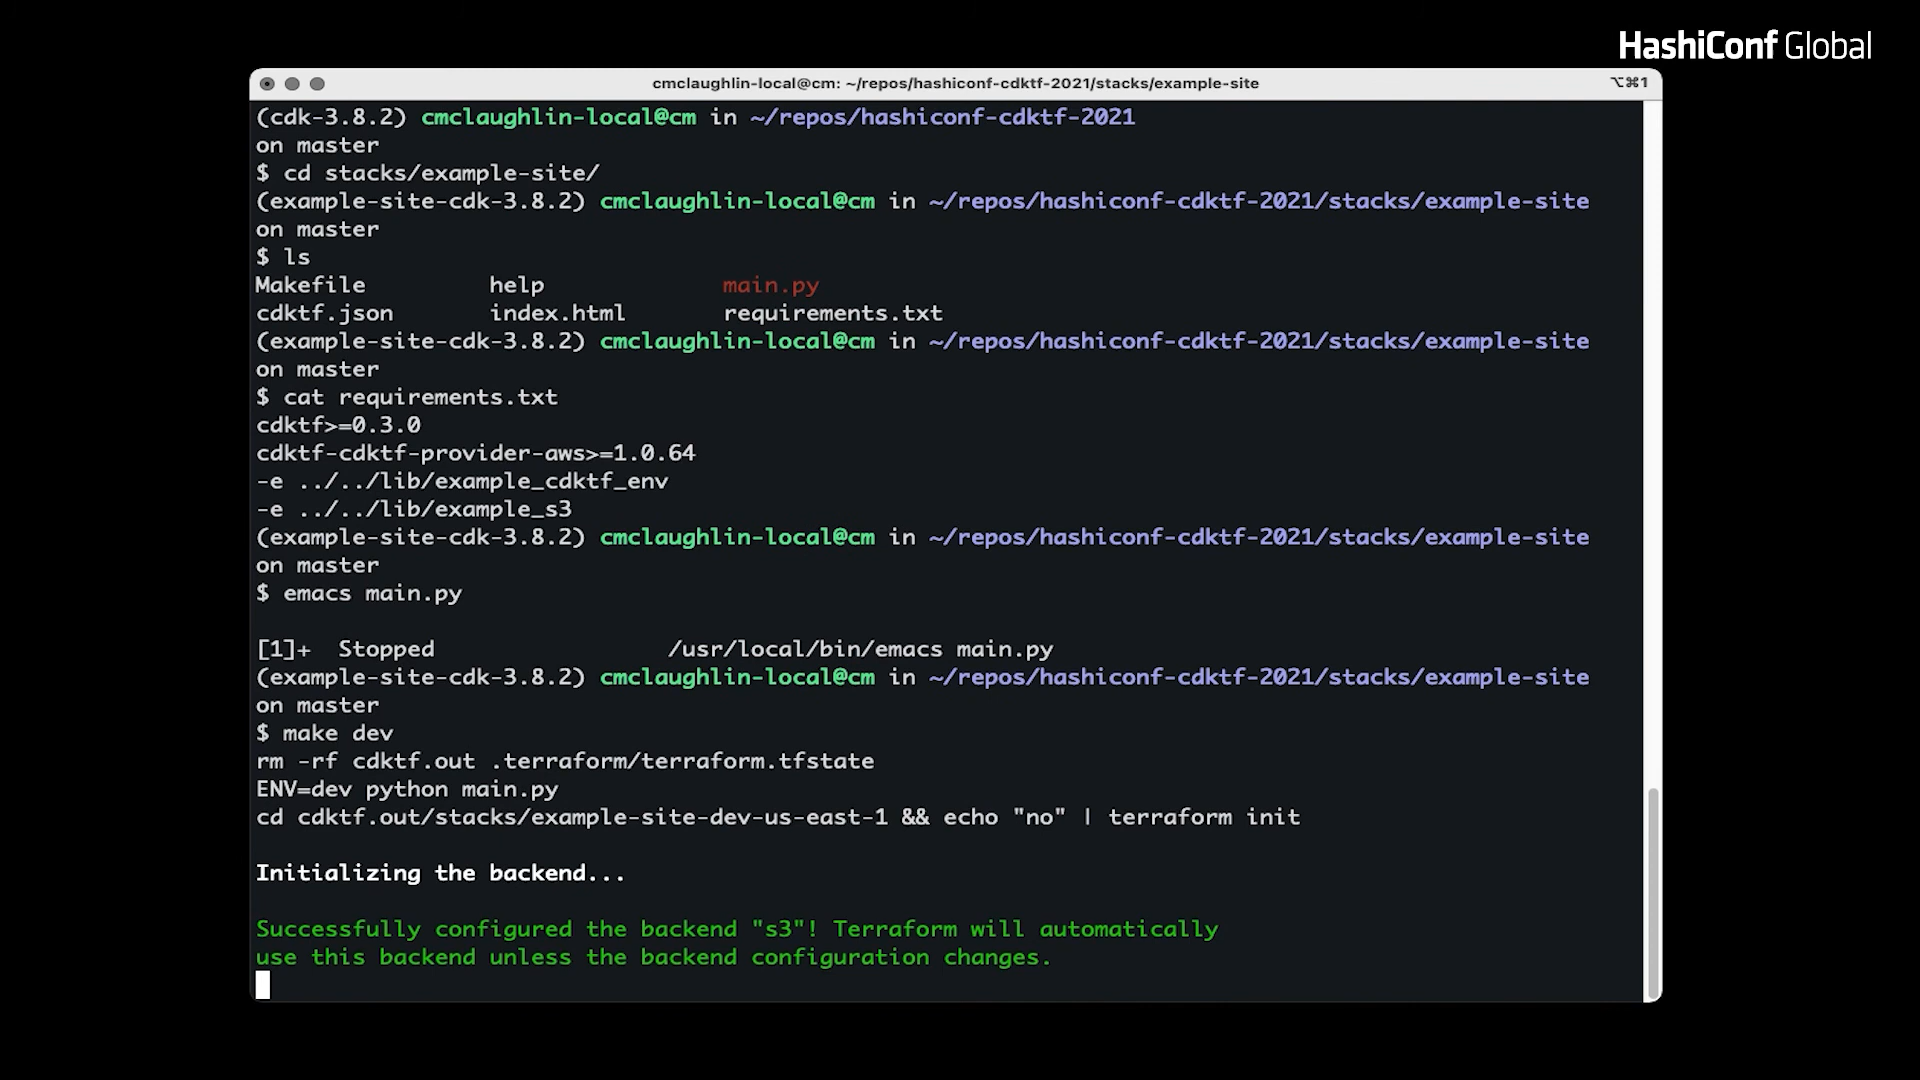 HashiConf Global
cmclaughlin-local@cm: ~/repos/hashiconf-cdktf-2021/stacks/example-site ⌥⌘1
(cdk-3.8.2) cmclaughlin-local@cm in ~/repos/hashiconf-cdktf-2021
on master
$ cd stacks/example-site/
(example-site-cdk-3.8.2) cmclaughlin-local@cm in ~/repos/hashiconf-cdktf-2021/stacks/example-site
on master
$ ls
Makefile help main.py
cdktf.json index.html requirements.txt
(example-site-cdk-3.8.2) cmclaughlin-local@cm in ~/repos/hashiconf-cdktf-2021/stacks/example-site
on master
$ cat requirements.txt
cdktf>=0.3.0
cdktf-cdktf-provider-aws>=1.0.64
-e ../../lib/example_cdktf_env
-e ../../lib/example_s3
(example-site-cdk-3.8.2) cmclaughlin-local@cm in ~/repos/hashiconf-cdktf-2021/stacks/example-site
on master
$ emacs main.py
[1]+ Stopped /usr/local/bin/emacs main.py
(example-site-cdk-3.8.2) cmclaughlin-local@cm in ~/repos/hashiconf-cdktf-2021/stacks/example-site
on master
$ make dev
rm -rf cdktf.out .terraform/terraform.tfstate
ENV=dev python main.py
cd cdktf.out/stacks/example-site-dev-us-east-1 && echo "no" | terraform init
Initializing the backend...
Successfully configured the backend "s3"! Terraform will automatically
use this backend unless the backend configuration changes.